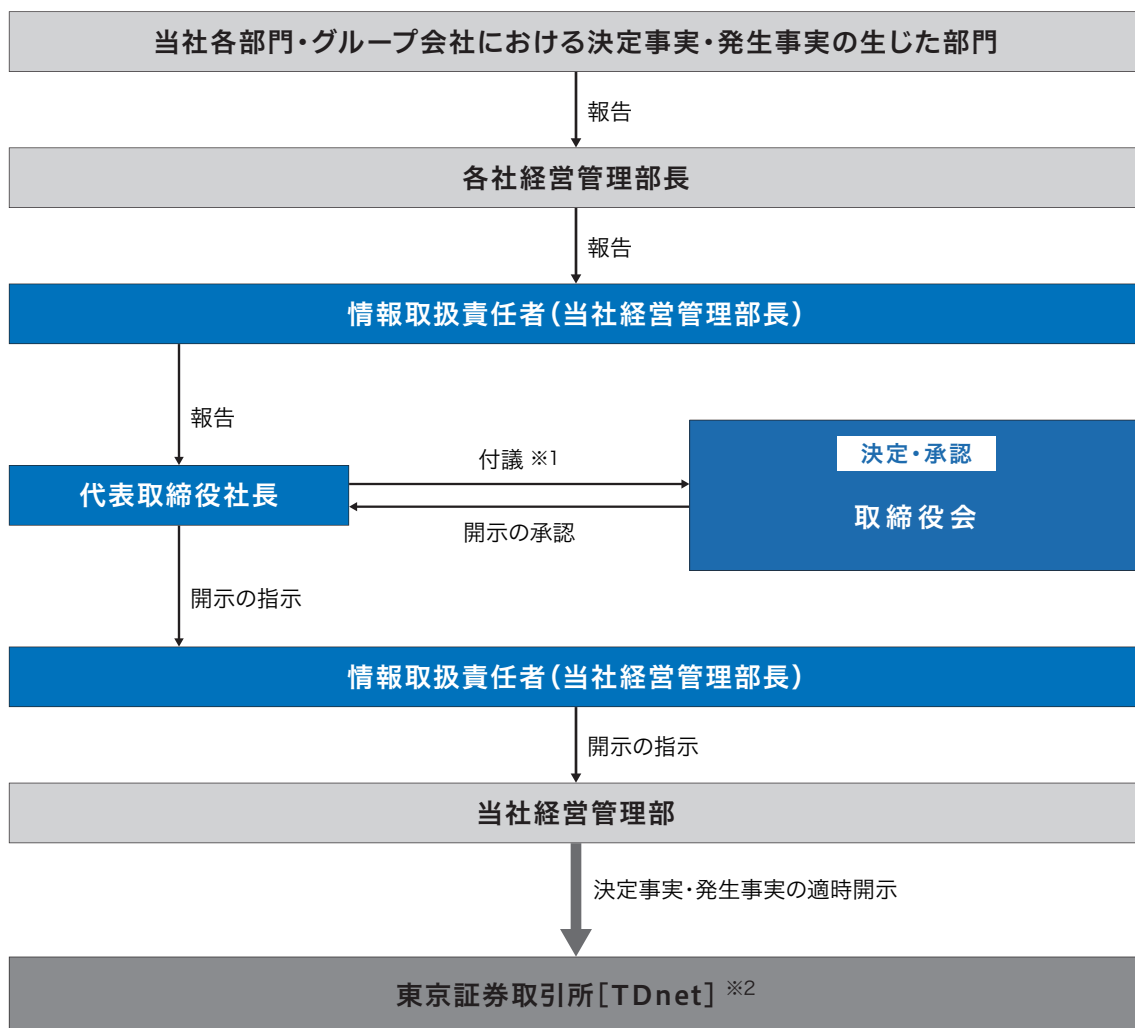 当社各部門・グループ会社における決定事実・発生事実の生じた部門
報告
各社経営管理部長
報告
情報取扱責任者(当社経営管理部長)
報告
付議 ※1
決定・承認
代表取締役社長
取締役会
開示の承認
開示の指示
情報取扱責任者(当社経営管理部長)
開示の指示
当社経営管理部
決定事実・発生事実の適時開示
東京証券取引所[TDnet] ※2